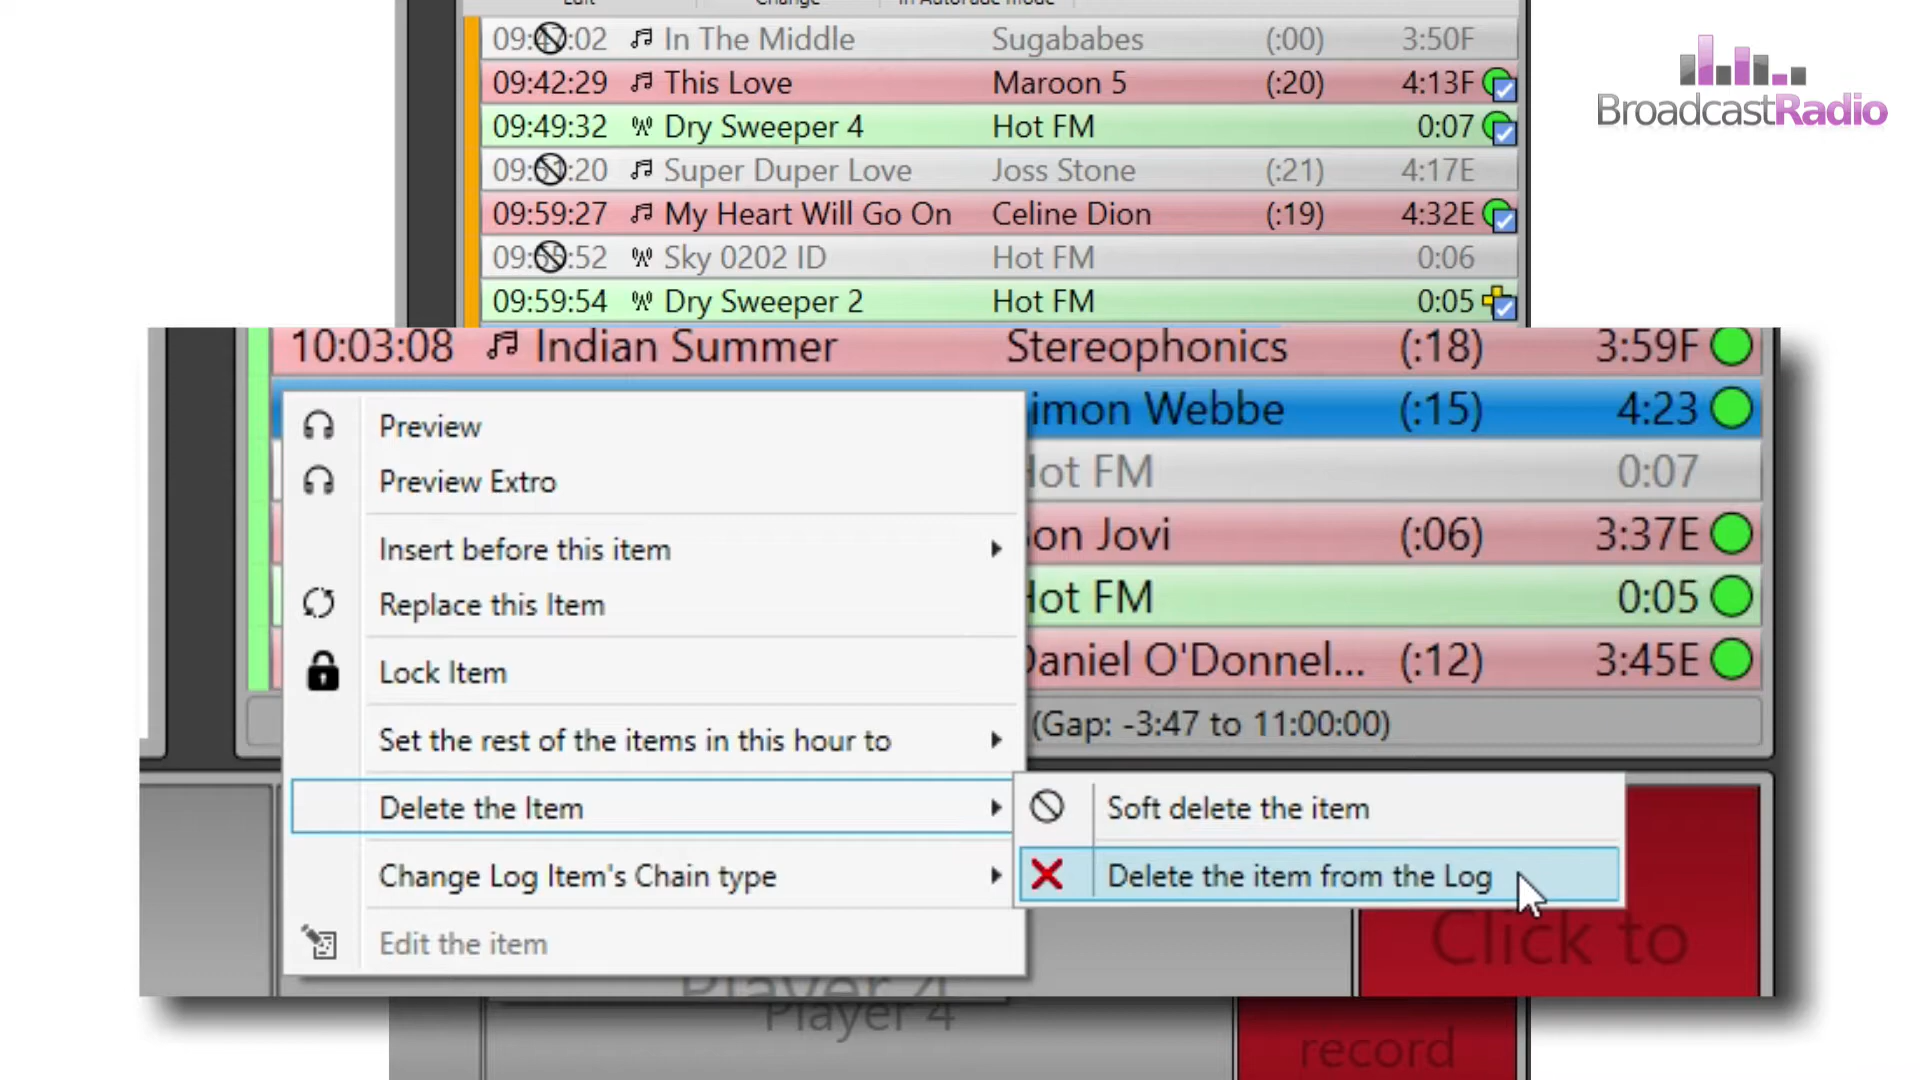 Edit Change In Autofade mode
02 In The Middle Sugababes (:00) 3:50F
09:42:29 This Love Maroon 5 (:20) 4:13F
09:49:32 Dry Sweeper 4 Hot FM 0:07
20 Super Duper Love Joss Stone (:21) 4:17E
09:59:27 My Heart Will Go On Celine Dion (:19) 4:32E
52 Sky 0202 ID Hot FM 0:06
09:59:54 Dry Sweeper 2 Hot FM 0:05
BroadcastRadio
10:03:08 Indian Summer Stereophonics (:18) 3:59F
imon Webbe (:15) 4:23
Hot FM 0:07
on Jovi (:06) 3:37E
Hot FM 0:05
Daniel O'Donnel... (:12) 3:45E
(Gap: -3:47 to 11:00:00)
Preview
Preview Extro
Insert before this item
Replace this Item
Lock Item
Set the rest of the items in this hour to
Delete the Item
Change Log Item's Chain type
Edit the item
Soft delete the item
Delete the item from the Log
Click to
Player 4
Player 4
record